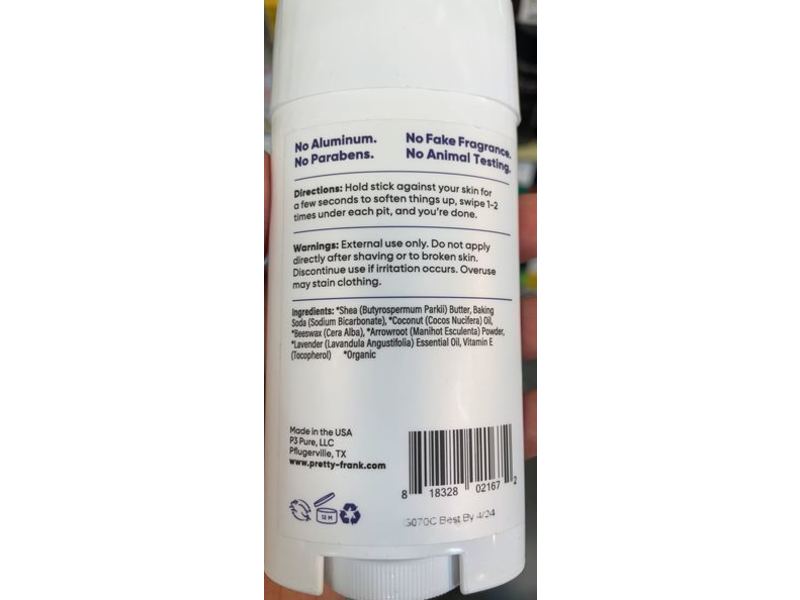 No Aluminum.
No Parabens.
No Fake Fragrance.
No Animal Testing.
Directions: Hold stick against your skin for
a few seconds to soften things up, swipe 1-2
times under each pit, and you're done.
Warnings: External use only. Do not apply
directly after shaving or to broken skin.
Discontinue use if irritation occurs. Overuse
may stain clothing.
Ingredients: *Shea (Butyrospermum Parkii) Butter, Baking
Soda (Sodium Bicarbonate), *Coconut (Cocos Nucifera) Oil,
*Beeswax (Cera Alba), *Arrowroot (Manihot Esculenta) Powder,
*Lavender (Lavandula Angustifolia) Essential Oil, Vitamin E
(Tocopherol) *Organic
Made in the USA
P3 Pure, LLC
Pflugerville, TX
www.pretty-frank.com
8 18328 02167 2
12 M
Best By 4/24